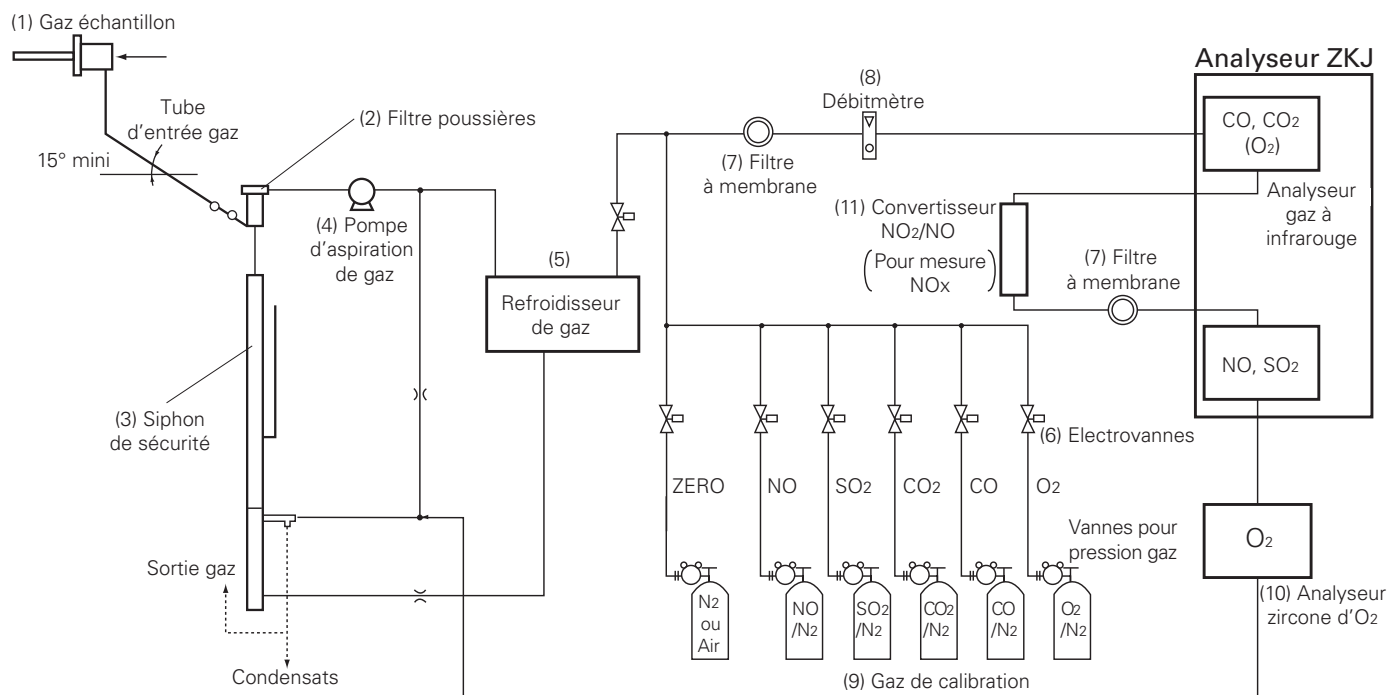 (1) Gaz échantillon
Tube
d'entrée gaz
15° mini
(2) Filtre poussières
(4) Pompe
d'aspiration
de gaz
(3) Siphon
de sécurité
Sortie gaz
Condensats
(5)
Refroidisseur
de gaz
(7) Filtre
à membrane
(8)
Débitmètre
Analyseur ZKJ
CO, CO2
(O2)
Analyseur
gaz à
infrarouge
(11) Convertisseur
NO2/NO
(Pour mesure
NOx)
(7) Filtre
à membrane
NO, SO2
(6) Electrovannes
ZERO
NO
SO2
CO2
CO
O2
Vannes pour
pression gaz
N2
ou
Air
NO
/N2
SO2
/N2
CO2
/N2
CO
/N2
O2
/N2
(9) Gaz de calibration
O2
(10) Analyseur
zircone d'O2